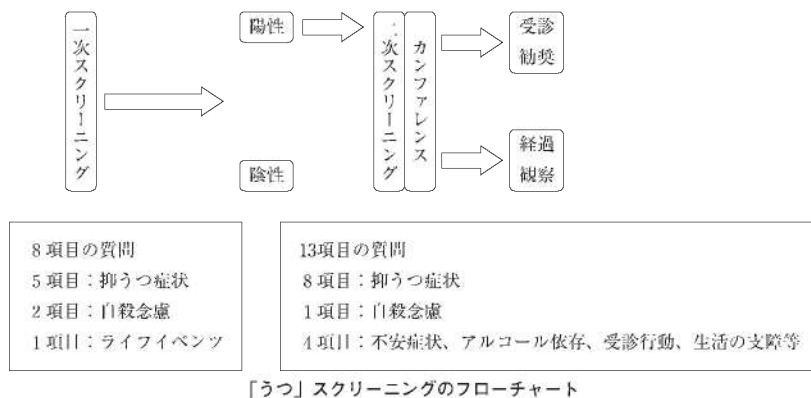 一次スクリーニング
陽性
陰性
二次スクリーニング
カンファレンス
受診
勧奨
経過
観察
8項目の質問
5項目：抑うつ症状
2項目：自殺念慮
1項目：ライフイベンツ
13項目の質問
8項目：抑うつ症状
1項目：自殺念慮
4項目：不安症状、アルコール依存、受診行動、生活の支障等
「うつ」スクリーニングのフローチャート